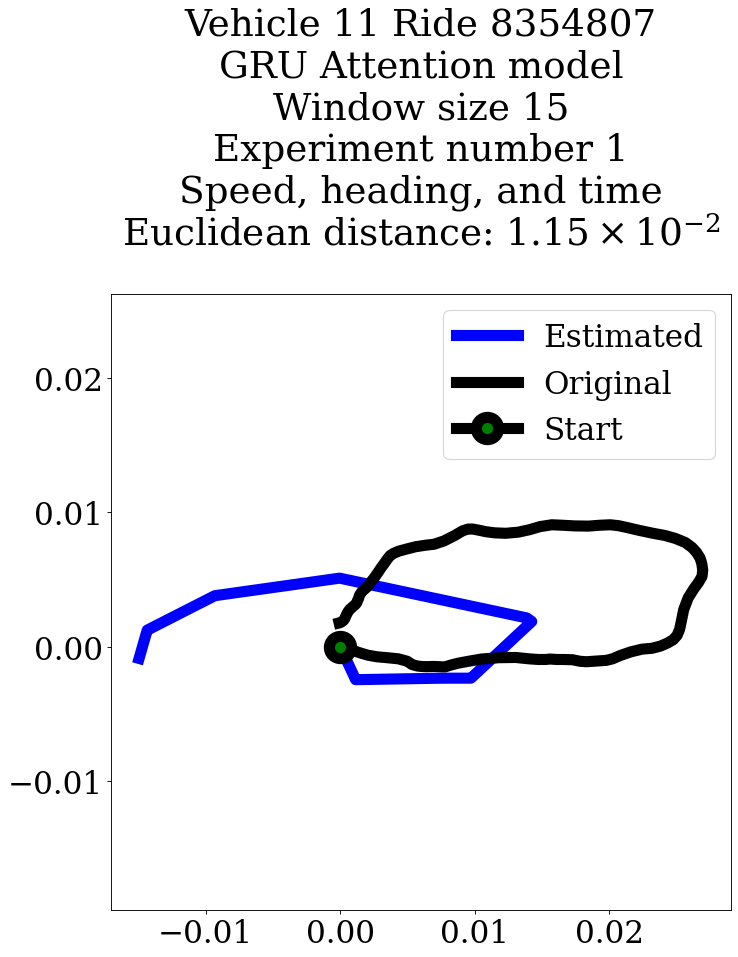 Vehicle 11 Ride 8354807
GRU Attention model
Window size 15
Experiment number 1
Speed, heading, and time
Euclidean distance: 1.15 × 10⁻²
Estimated
Original
Start
0.02
0.01
0.00
−0.01
−0.01 0.00 0.01 0.02